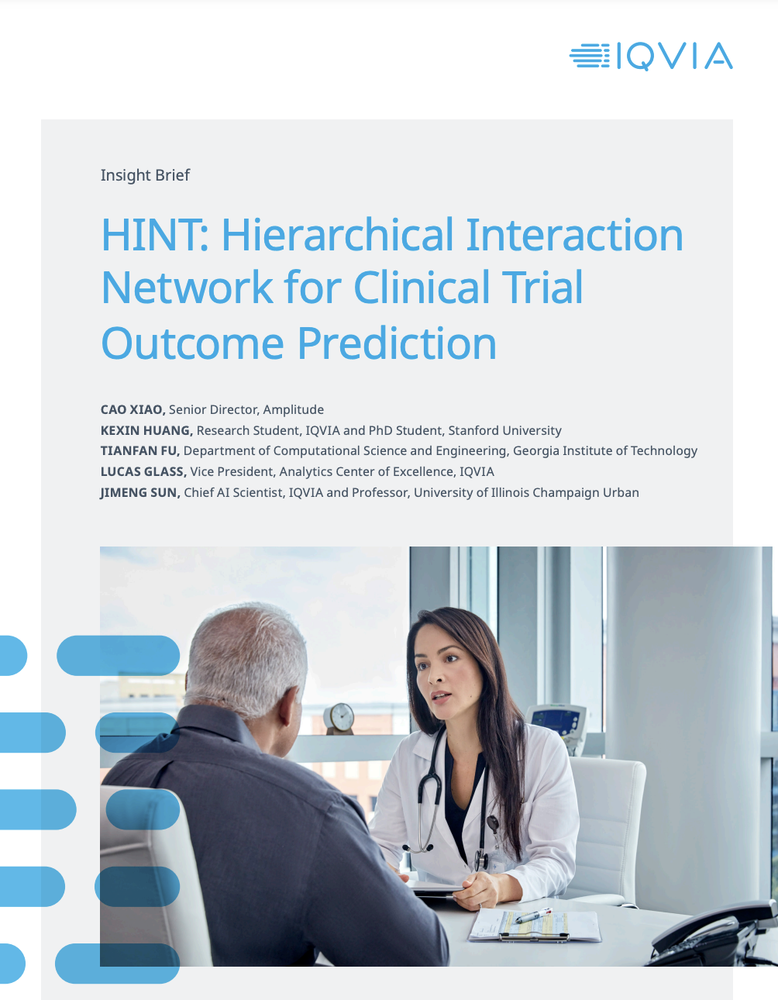 IQVIA
Insight Brief
HINT: Hierarchical Interaction
Network for Clinical Trial
Outcome Prediction
CAO XIAO, Senior Director, Amplitude
KEXIN HUANG, Research Student, IQVIA and PhD Student, Stanford University
TIANFAN FU, Department of Computational Science and Engineering, Georgia Institute of Technology
LUCAS GLASS, Vice President, Analytics Center of Excellence, IQVIA
JIMENG SUN, Chief AI Scientist, IQVIA and Professor, University of Illinois Champaign Urban